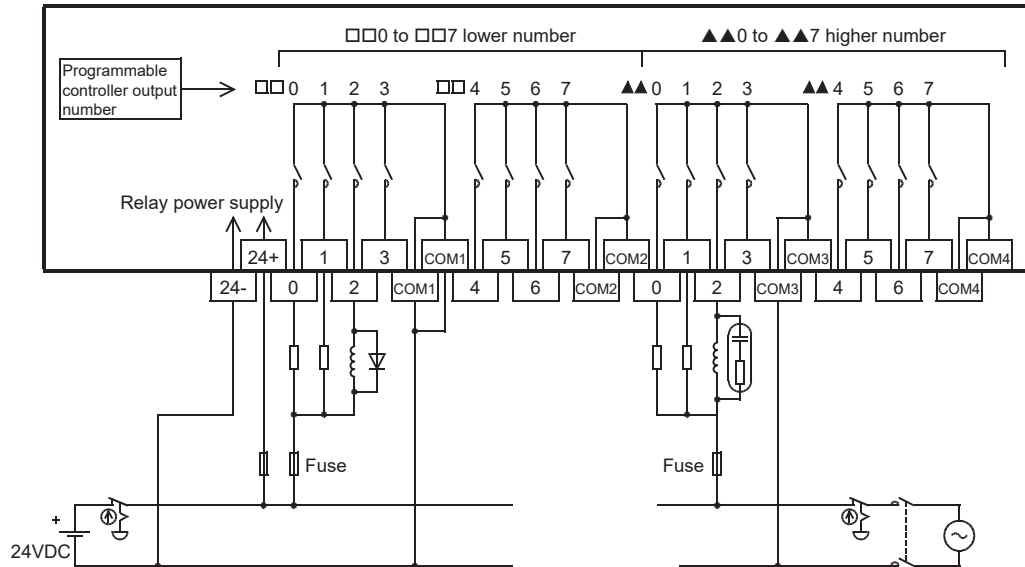 □□0 to □□7 lower number ▲▲0 to ▲▲7 higher number
Programmable
controller output
number
□□ 0 1 2 3 □□ 4 5 6 7 ▲▲ 0 1 2 3 ▲▲ 4 5 6 7
Relay power supply
24+ 1 3 COM1 5 7 COM2 1 3 COM3 5 7 COM4
24- 0 2 COM1 4 6 COM2 0 2 COM3 4 6 COM4
Fuse Fuse
+
24VDC